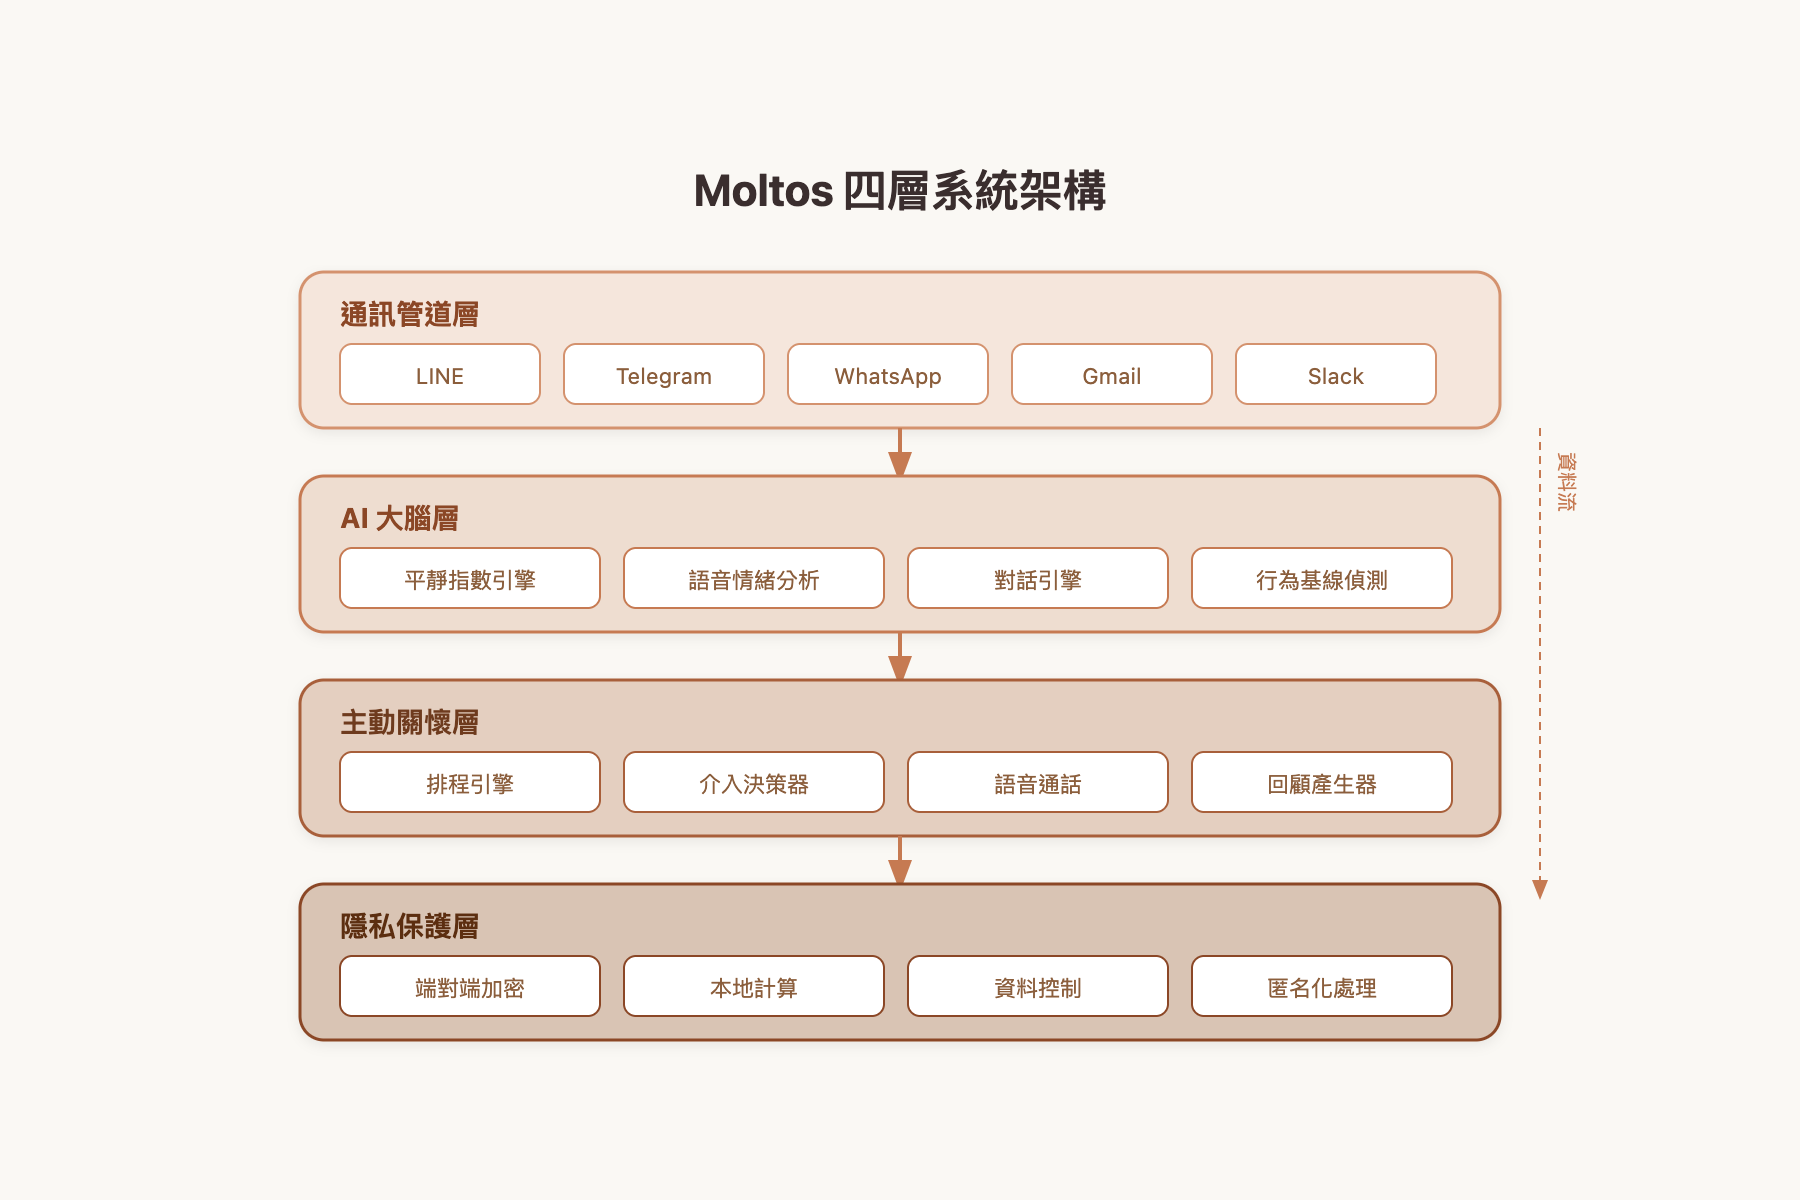 Moltos 四層系統架構
通訊管道層
LINE
Telegram
WhatsApp
Gmail
Slack
資料流
AI 大腦層
平靜指數引擎
語音情緒分析
對話引擎
行為基線偵測
主動關懷層
排程引擎
介入決策器
語音通話
回顧產生器
隱私保護層
端對端加密
本地計算
資料控制
匿名化處理